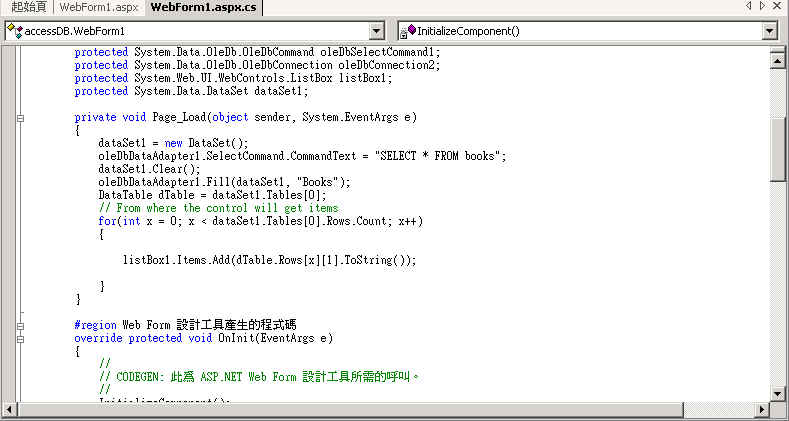 起始頁 WebForm1.aspx WebForm1.aspx.cs
accessDB.WebForm1 InitializeComponent()
protected System.Data.OleDb.OleDbCommand oleDbSelectCommand1;
protected System.Data.OleDb.OleDbConnection oleDbConnection2;
protected System.Web.UI.WebControls.ListBox listBox1;
protected System.Data.DataSet dataSet1;
private void Page_Load(object sender, System.EventArgs e)
{
dataSet1 = new DataSet();
oleDbDataAdapter1.SelectCommand.CommandText = "SELECT * FROM books";
dataSet1.Clear();
oleDbDataAdapter1.Fill(dataSet1, "Books");
DataTable dTable = dataSet1.Tables[0];
// From where the control will get items
for(int x = 0; x < dataSet1.Tables[0].Rows.Count; x++)
{
listBox1.Items.Add(dTable.Rows[x][1].ToString());
}
}
#region Web Form 設計工具產生的程式碼
override protected void OnInit(EventArgs e)
{
//
// CODEGEN: 此為 ASP.NET Web Form 設計工具所需的呼叫。
//
InitializeComponent();